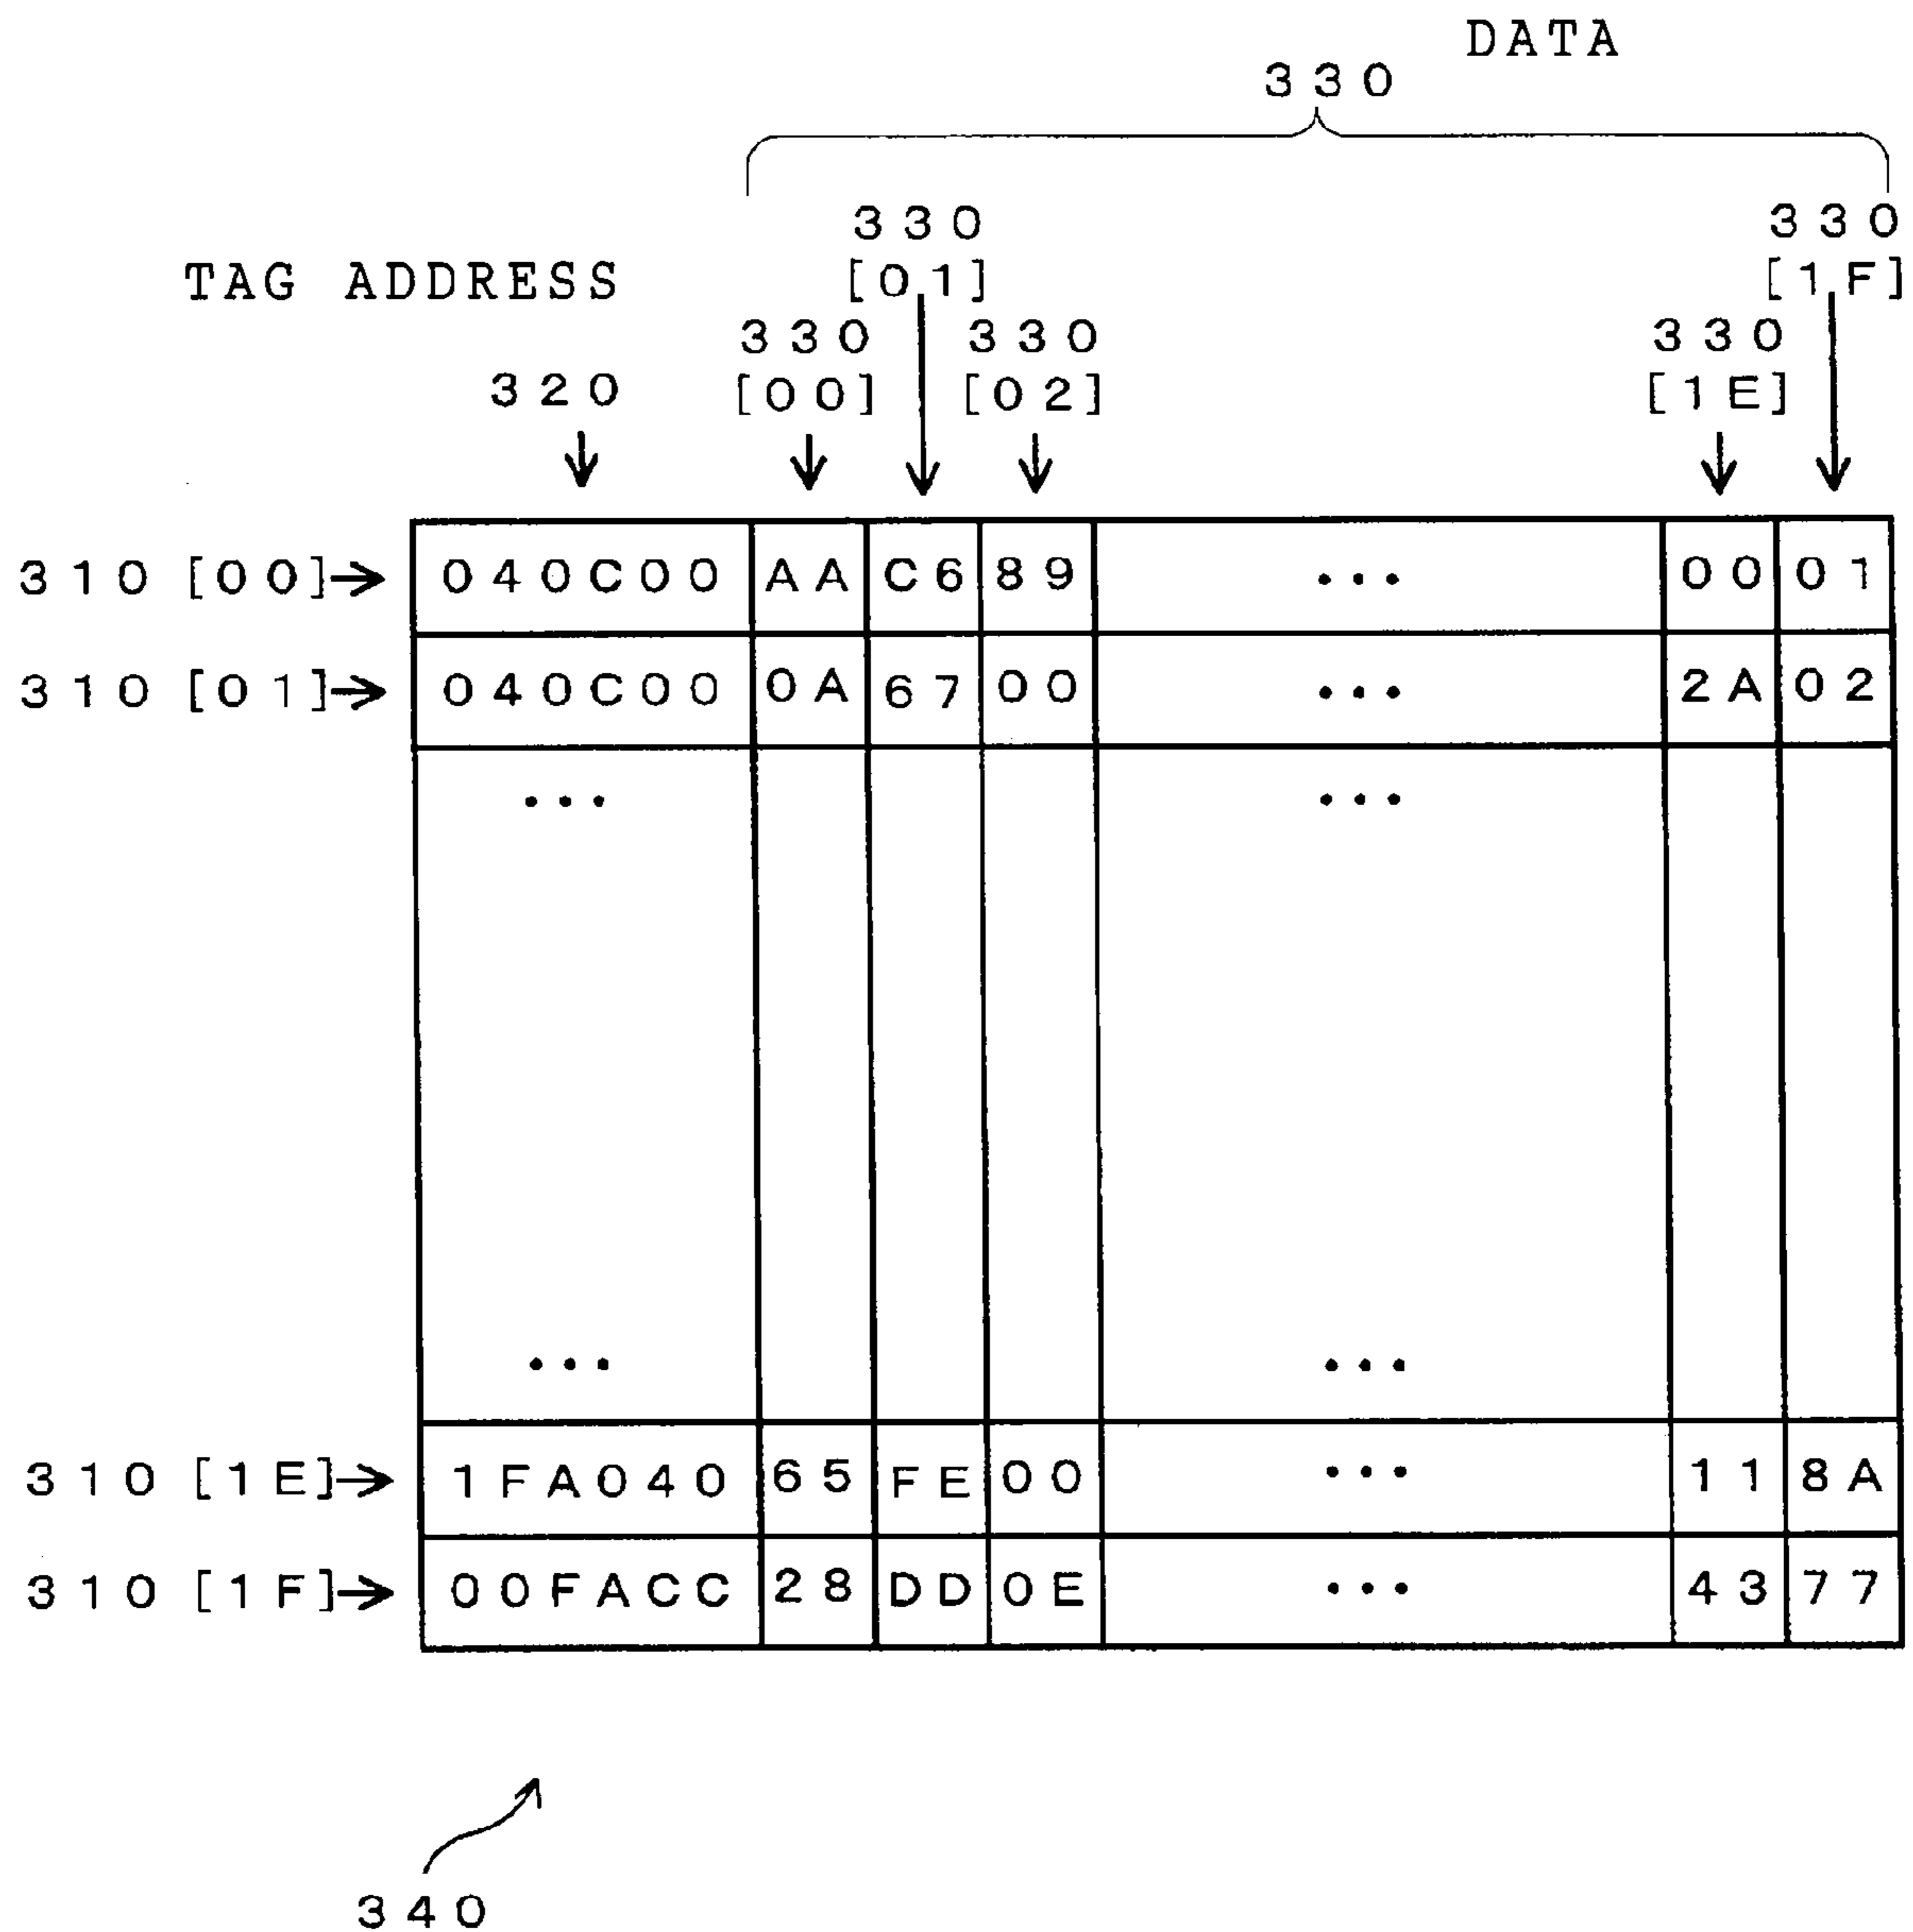 DATA
330
330 330
TAG ADDRESS [01] [1F]
330 330 330
320 [00] [02] [1E]
310 [00] 040C00 AA C6 89 ... 00 01
310 [01] 040C00 0A 67 00 ... 2A 02
... ...
... ...
310 [1E] 1FA040 65 FE 00 ... 11 8A
310 [1F] 00FACC 28 DD 0E ... 43 77
340